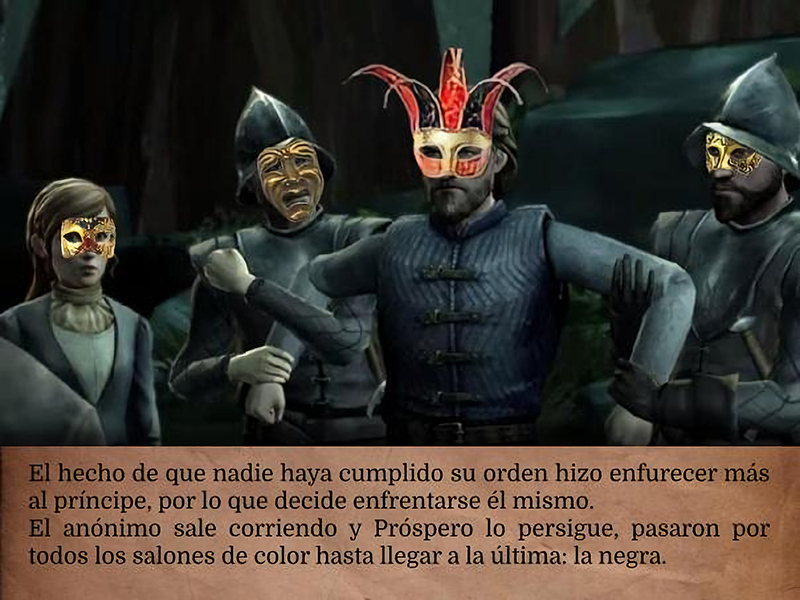 El hecho de que nadie haya cumplido su orden hizo enfurecer más
al príncipe, por lo que decide enfrentarse él mismo.
El anónimo sale corriendo y Próspero lo persigue, pasaron por
todos los salones de color hasta llegar a la última: la negra.